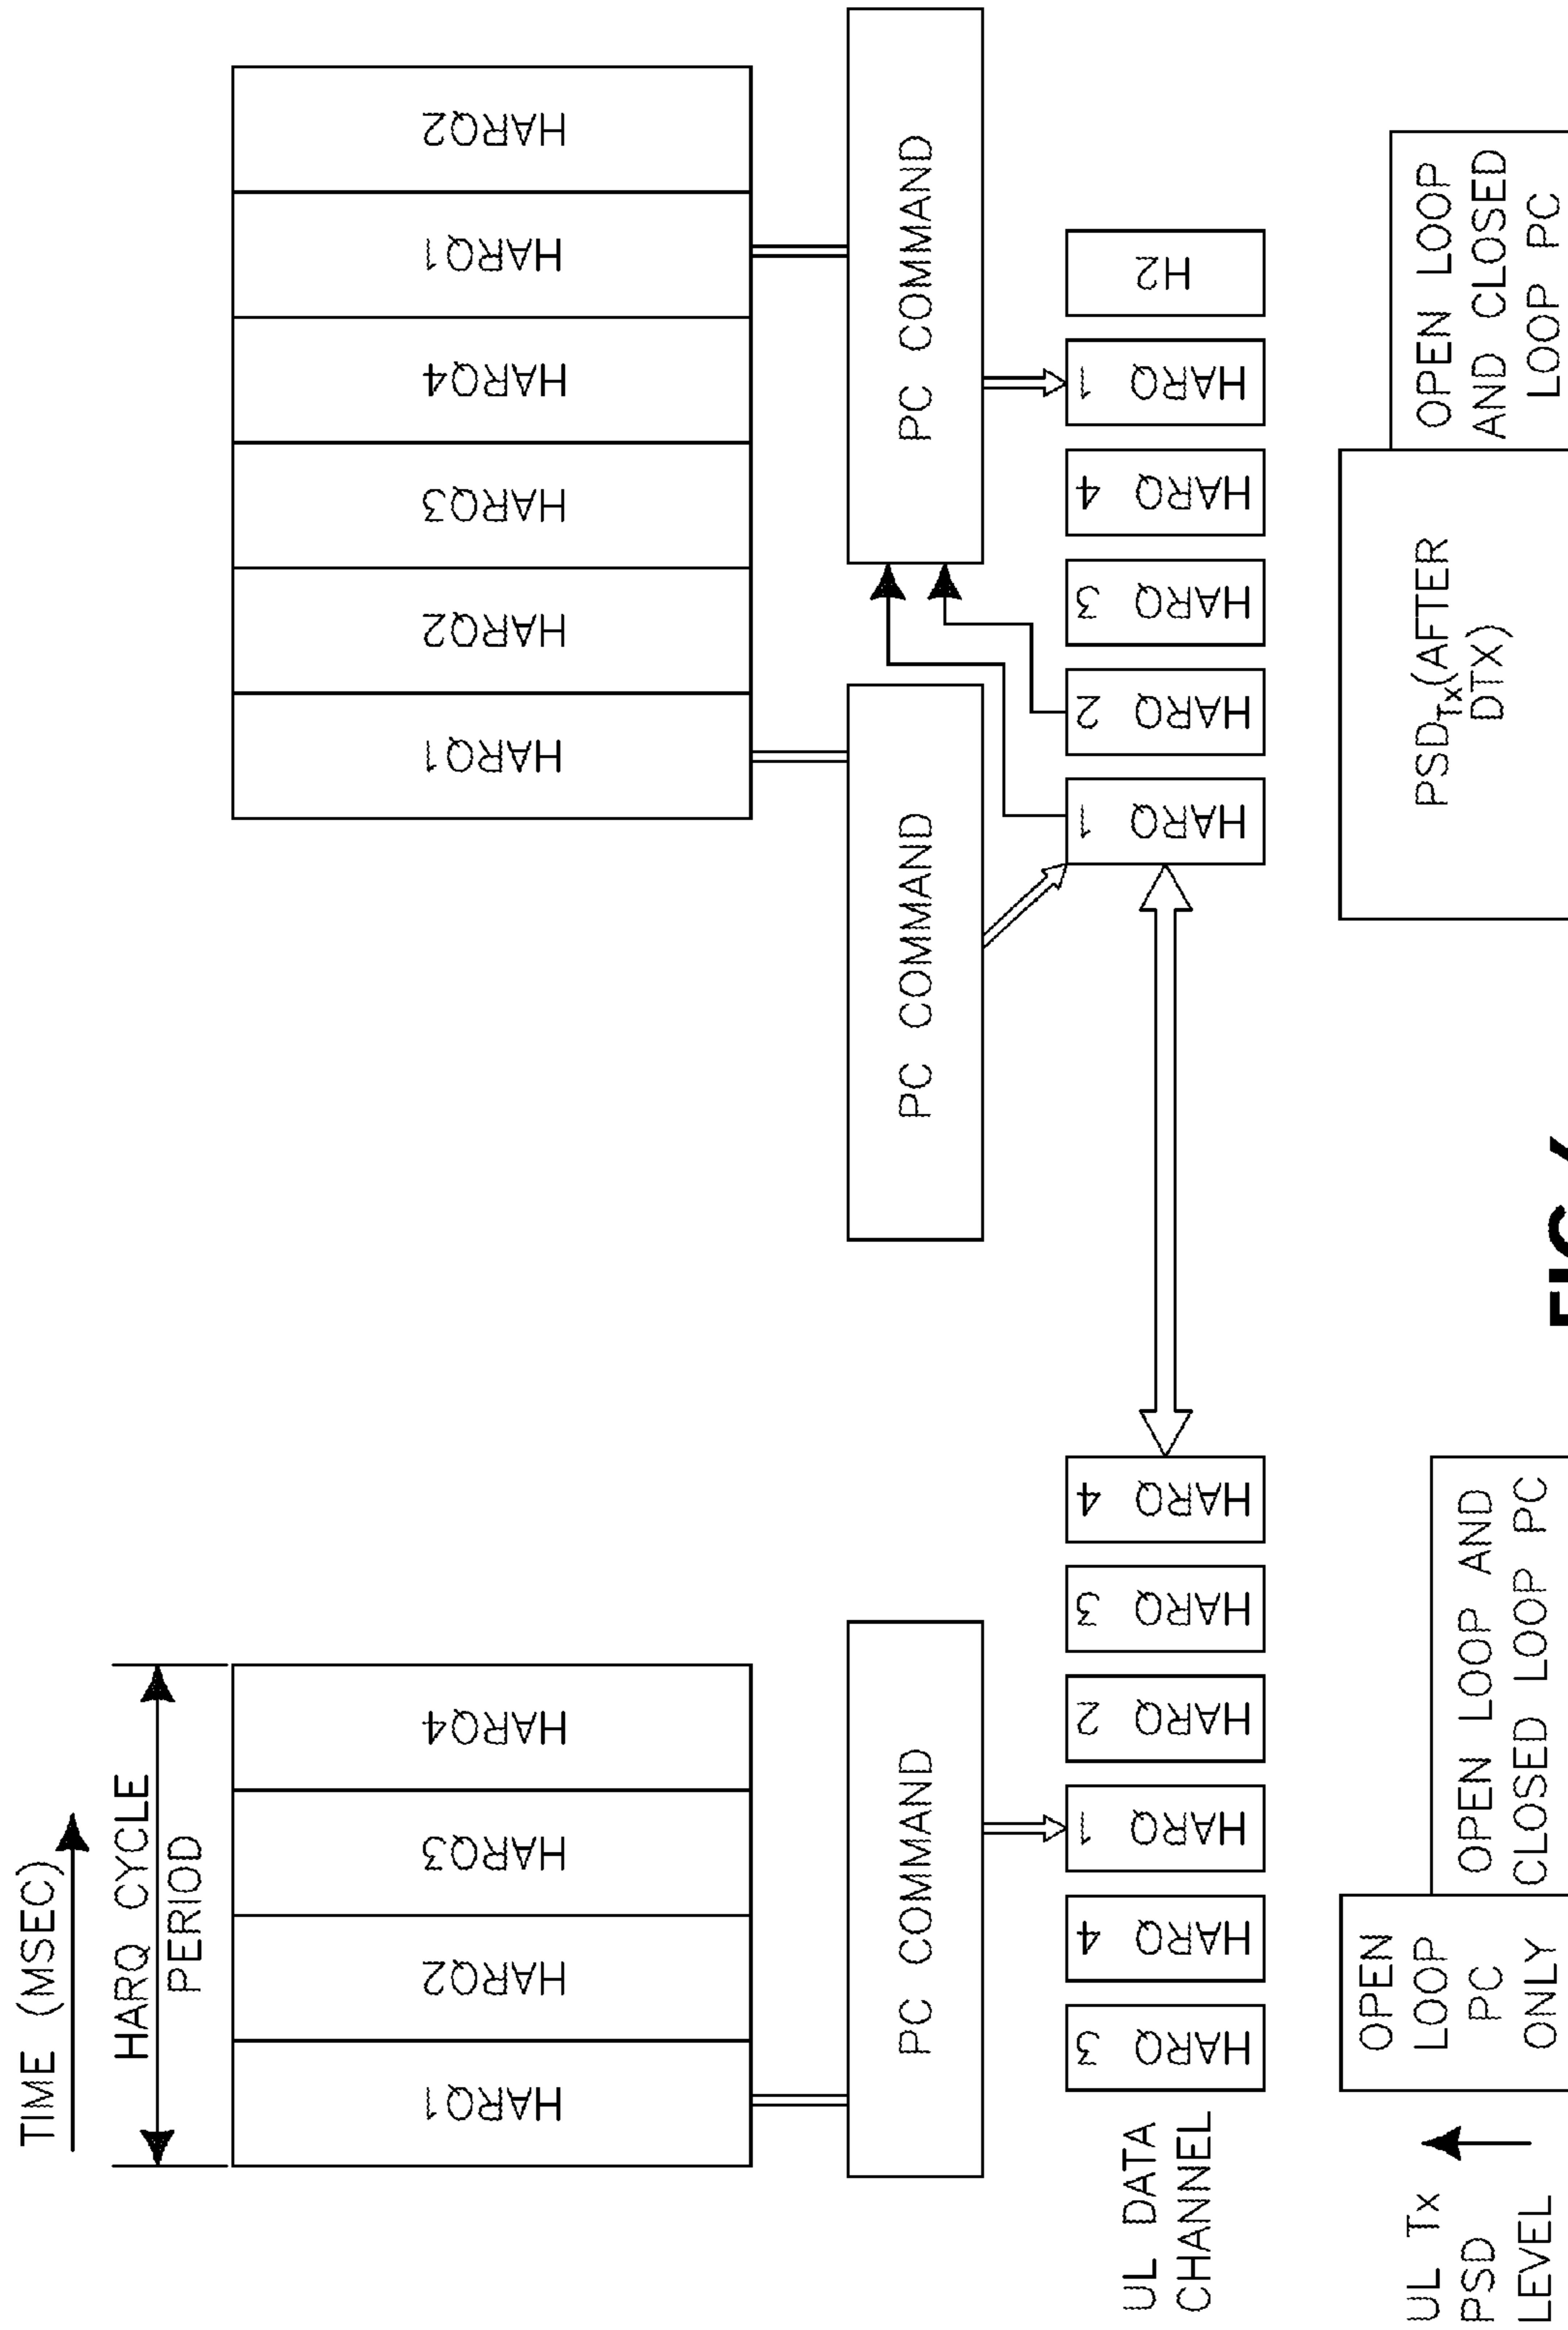 TIME (MSEC)
HARQ CYCLE
PERIOD
HARQ1
HARQ2
HARQ3
HARQ4
HARQ1
HARQ2
HARQ3
HARQ4
HARQ1
HARQ2
PC COMMAND
PC COMMAND
PC COMMAND
UL DATA
CHANNEL
HARQ
3
HARQ
4
HARQ
1
HARQ
2
HARQ
3
HARQ
4
HARQ
1
HARQ
2
HARQ
3
HARQ
4
HARQ
1
H2
UL Tx
PSD
LEVEL
OPEN
LOOP
PC
ONLY
OPEN LOOP AND
CLOSED LOOP PC
PSDTx(AFTER
DTX)
OPEN LOOP
AND CLOSED
LOOP PC